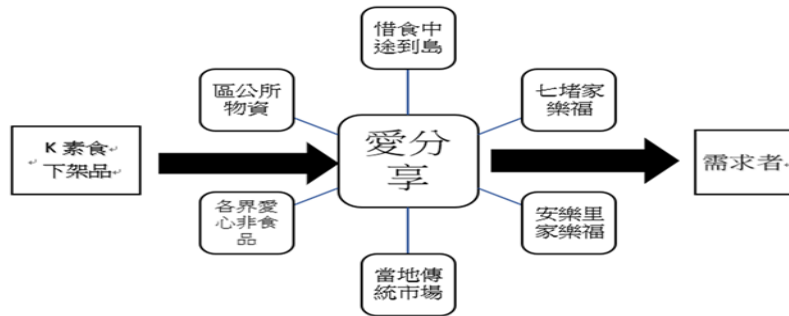 惜食中
途到島
區公所
物資
七堵家
樂福
K 素食
下架品
愛分
享
需求者
各界愛
心非食
品
安樂里
家樂福
當地傳
統市場